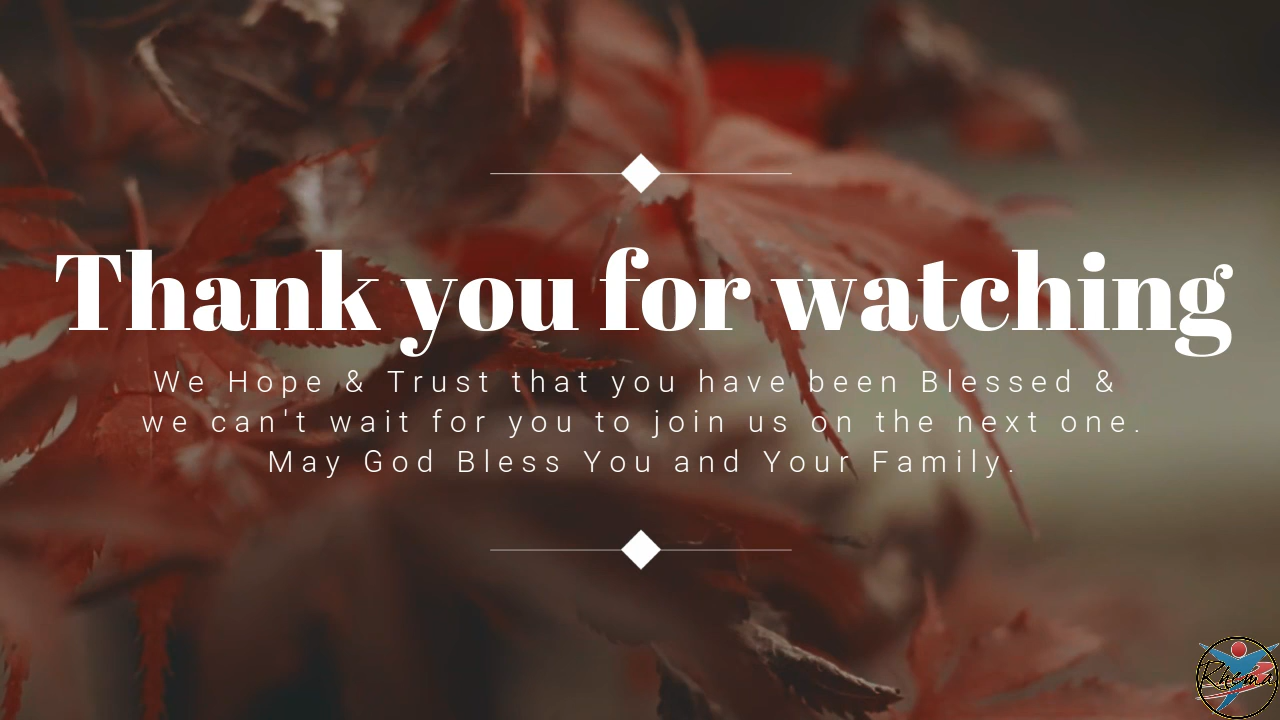 Thank you for watching
We Hope & Trust that you have been Blessed &
we can't wait for you to join us on the next one.
May God Bless You and Your Family.
Rhema